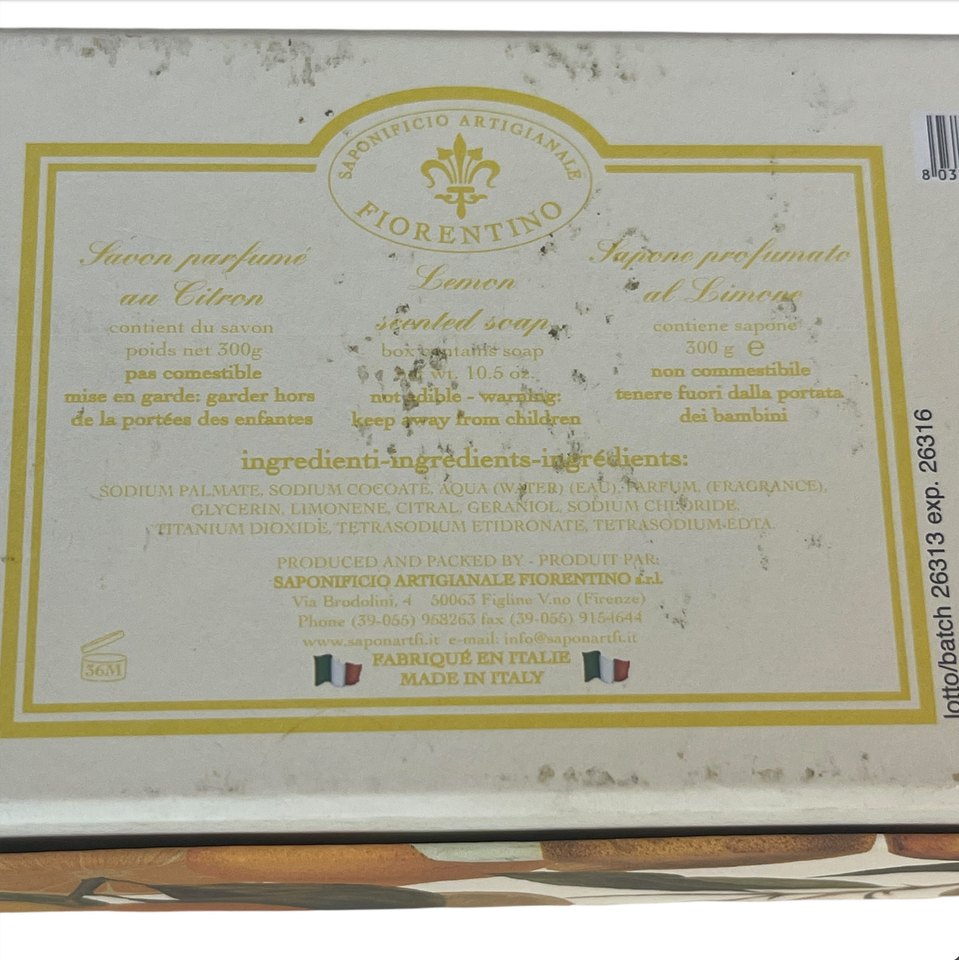 SAPONIFICIO ARTIGIANALE
FIORENTINO
Savon parfumé
au Citron
contient du savon
poids net 300g
pas comestible
mise en garde: garder hors
de la portées des enfantes
Lemon
scented soap
box contains soap
wt. 10.5 oz.
not edible - warning:
keep away from children
Sapone profumato
al Limone
contiene sapone
300 g ℮
non commestibile
tenere fuori dalla portata
dei bambini
ingredienti-ingredients-ingrédients:
SODIUM PALMATE, SODIUM COCOATE, AQUA (WATER) (EAU), PARFUM, (FRAGRANCE),
GLYCERIN, LIMONENE, CITRAL, GERANIOL, SODIUM CHLORIDE,
TITANIUM DIOXIDE, TETRASODIUM ETIDRONATE, TETRASODIUM EDTA.
PRODUCED AND PACKED BY - PRODUIT PAR:
SAPONIFICIO ARTIGIANALE FIORENTINO s.r.l.
Via Brodolini, 4 50063 Figline V.no (Firenze)
Phone (39-055) 958263 fax (39-055) 9154644
www.saponartfi.it e-mail: info@saponartfi.it
FABRIQUÉ EN ITALIE
MADE IN ITALY
36M
8 03
lotto/batch 26313 exp. 26316